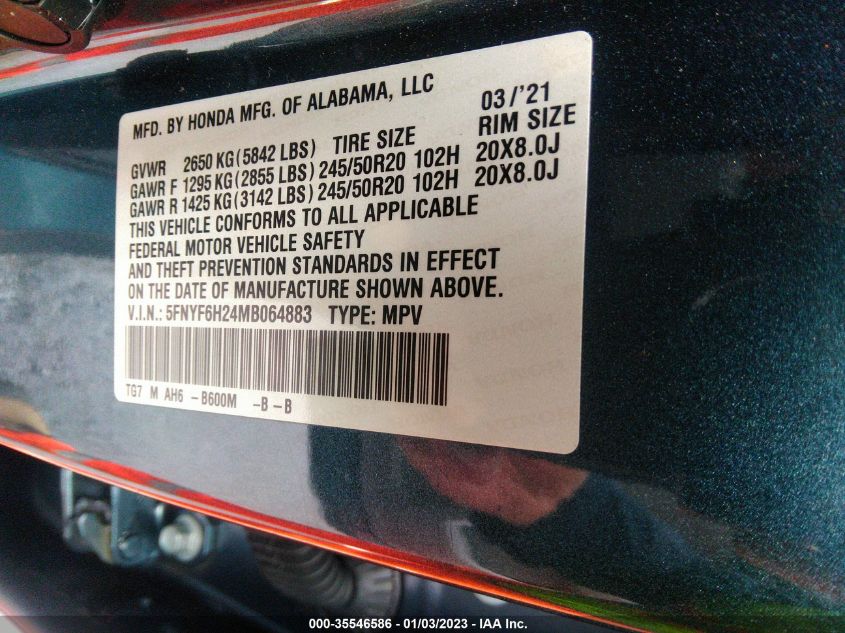 MFD. BY HONDA MFG. OF ALABAMA, LLC 03/'21
GVWR 2650 KG(5842 LBS) TIRE SIZE RIM SIZE
GAWR F 1295 KG(2855 LBS) 245/50R20 102H 20X8.0J
GAWR R 1425 KG(3142 LBS) 245/50R20 102H 20X8.0J
THIS VEHICLE CONFORMS TO ALL APPLICABLE
FEDERAL MOTOR VEHICLE SAFETY
AND THEFT PREVENTION STANDARDS IN EFFECT
ON THE DATE OF MANUFACTURE SHOWN ABOVE.
V.I.N.: 5FNYF6H24MB064883 TYPE: MPV
TG7 M AH6 -B600M -B-B
000-35546586 - 01/03/2023 - IAA Inc.